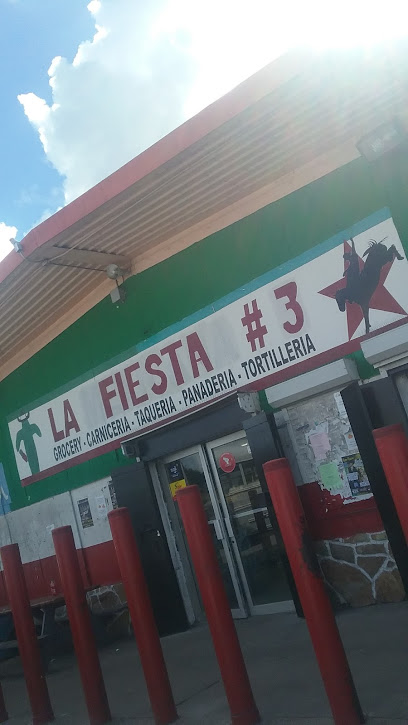 LA FIESTA # 3
GROCERY - CARNICERIA - TAQUERIA - PANADERIA - TORTILLERIA